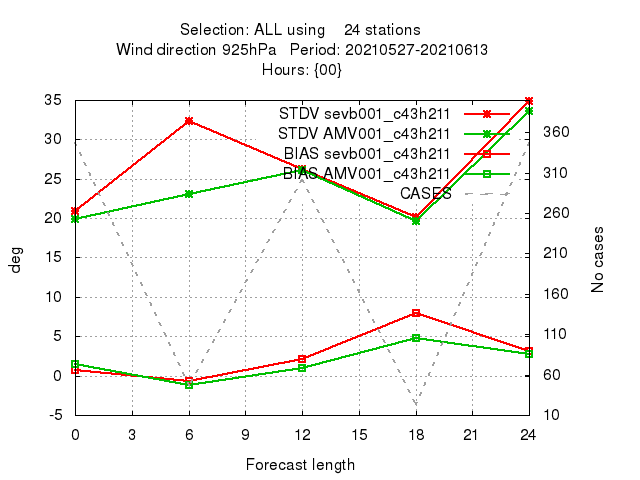 Selection: ALL using    24 stations
Wind direction 925hPa   Period: 20210527-20210613
Hours: {00}
STDV sevb001_c43h211
STDV AMV001_c43h211
BIAS sevb001_c43h211
BIAS AMV001_c43h211
CASES
35
30
25
20
15
10
5
0
-5
deg
360
310
260
210
160
110
60
10
No cases
0 3 6 9 12 15 18 21 24
Forecast length